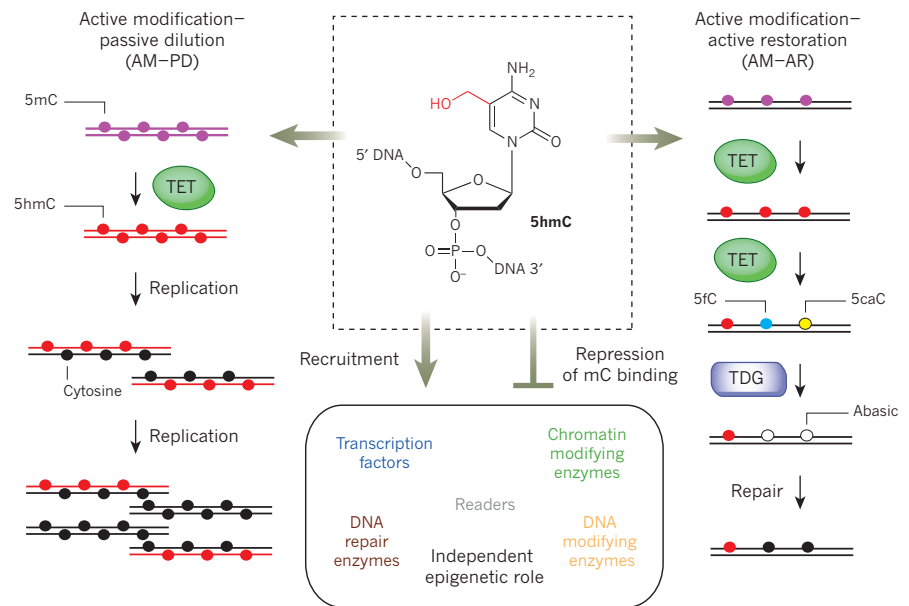 Active modification–
passive dilution
(AM–PD)
5mC
TET
5hmC
Replication
Cytosine
Replication
NH₂
HO
N
N
O
5′ DNA
O
O
O
O=P–O
O⁻
DNA 3′
5hmC
Recruitment
Repression
of mC binding
Transcription
factors
Chromatin
modifying
enzymes
Readers
DNA
repair
enzymes
DNA
modifying
enzymes
Independent
epigenetic role
Active modification–
active restoration
(AM–AR)
TET
TET
5fC
5caC
TDG
Abasic
Repair